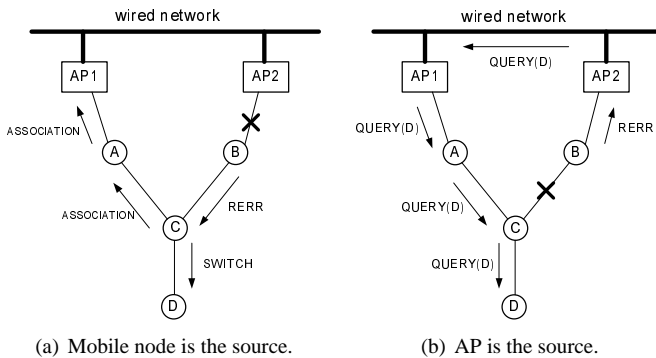 wired network
AP1
AP2
ASSOCIATION
A
B
ASSOCIATION
RERR
C
SWITCH
D
(a) Mobile node is the source.
wired network
QUERY(D)
AP1
AP2
QUERY(D)
RERR
A
B
QUERY(D)
C
QUERY(D)
D
(b) AP is the source.